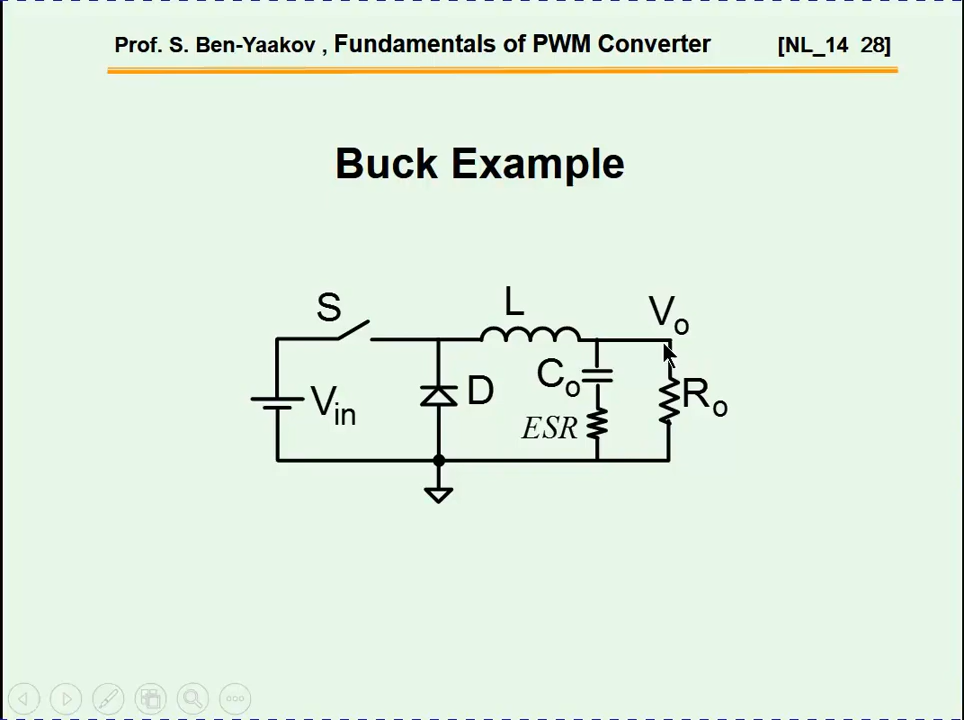 Prof. S. Ben-Yaakov , Fundamentals of PWM Converter [NL_14 28]
Buck Example
S
L
Vo
Vin
D
Co
ESR
Ro